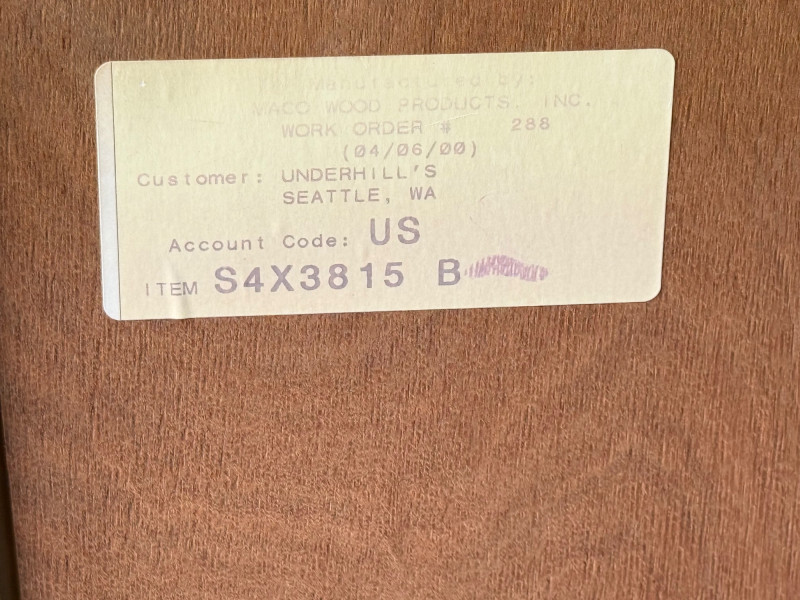 Manufactured by:
MACO WOOD PRODUCTS, INC.
WORK ORDER # 288
(04/06/00)
Customer: UNDERHILL'S
SEATTLE, WA
Account Code: US
ITEM S4X3815 B